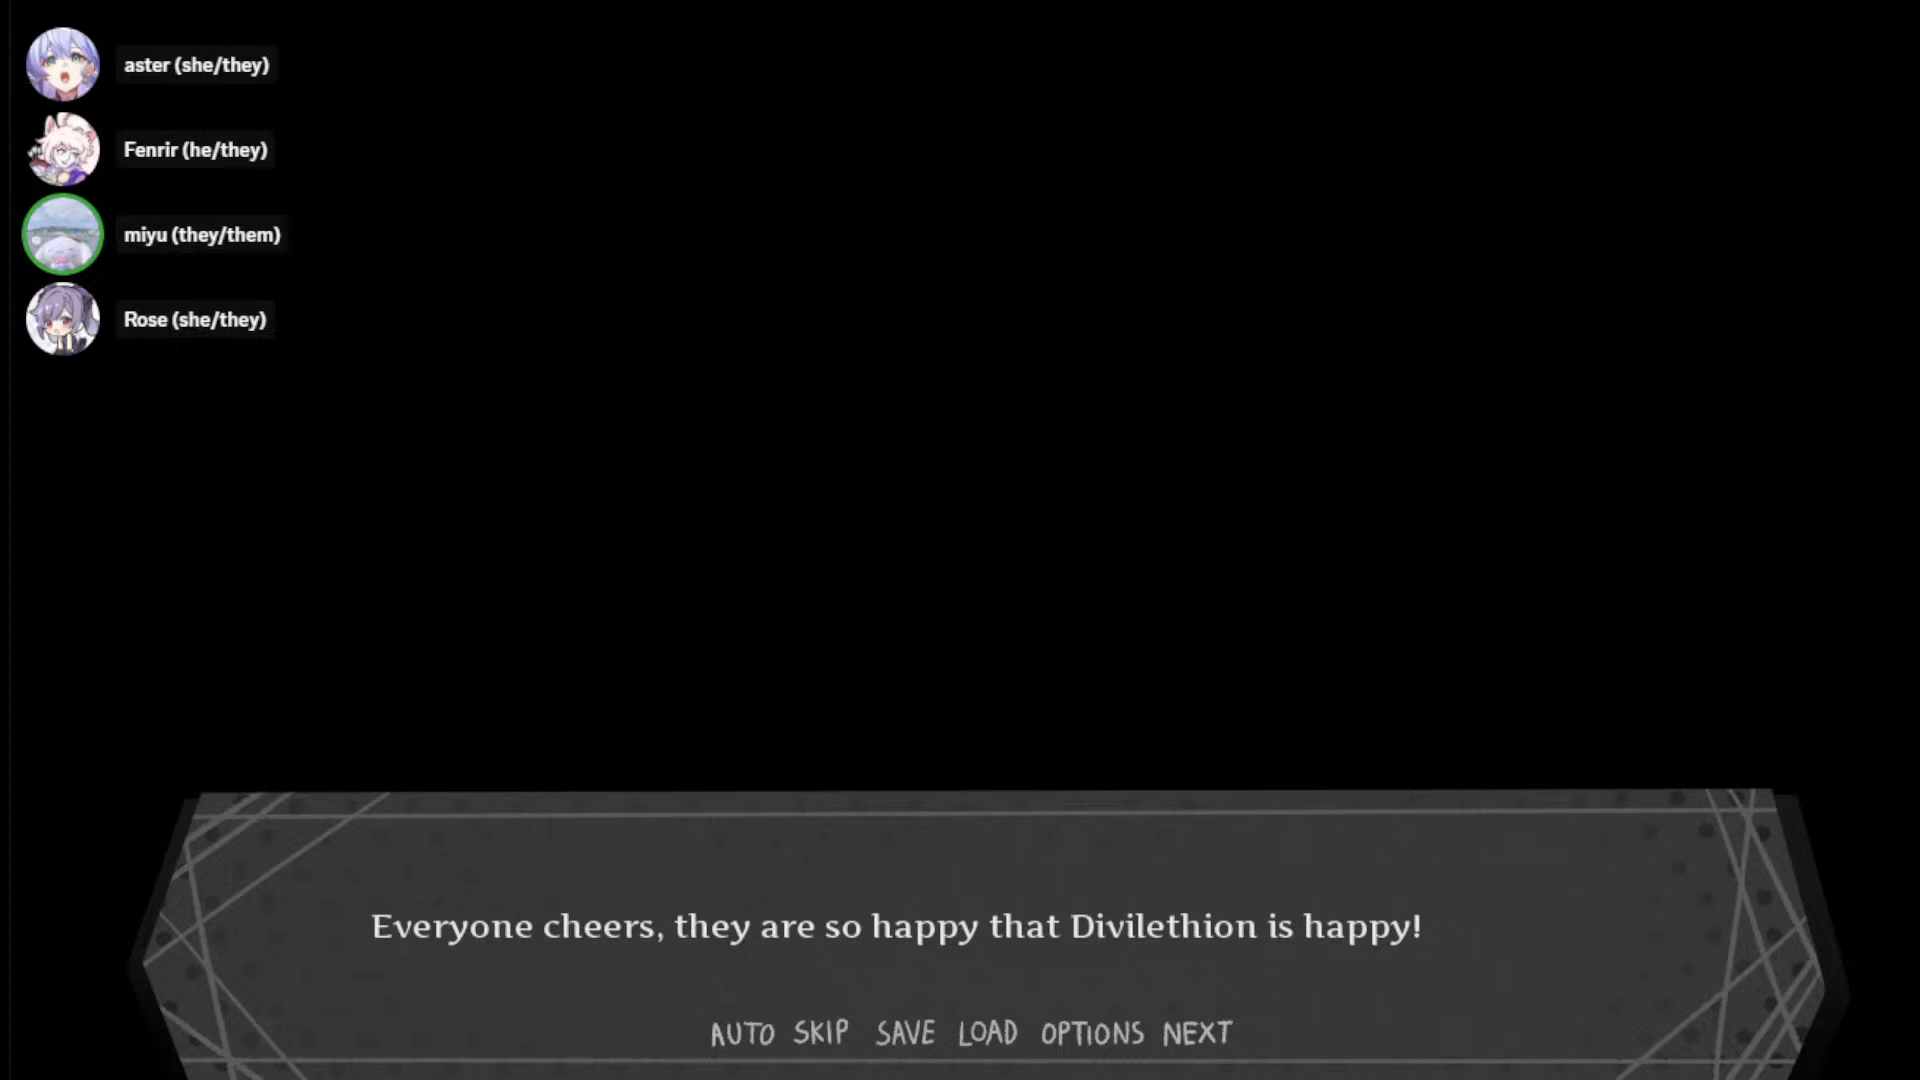 aster (she/they)
Fenrir (he/they)
miyu (they/them)
Rose (she/they)
Everyone cheers, they are so happy that Divilethion is happy!
AUTO SKIP SAVE LOAD OPTIONS NEXT